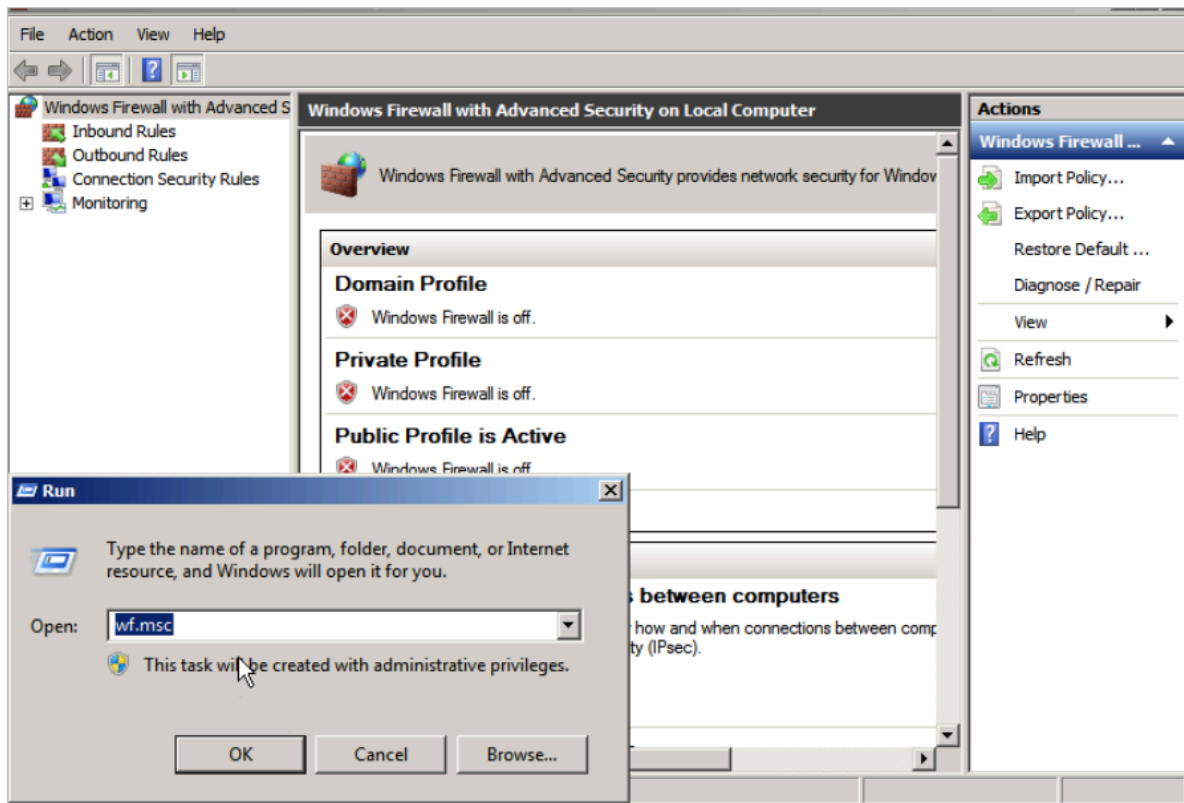 File Action View Help
Windows Firewall with Advanced S
Inbound Rules
Outbound Rules
Connection Security Rules
Monitoring
Windows Firewall with Advanced Security on Local Computer
Windows Firewall with Advanced Security provides network security for Window
Overview
Domain Profile
Windows Firewall is off.
Private Profile
Windows Firewall is off.
Public Profile is Active
Windows Firewall is off
between computers
how and when connections between comp
ty (IPsec).
Actions
Windows Firewall ...
Import Policy...
Export Policy...
Restore Default ...
Diagnose / Repair
View
Refresh
Properties
Help
Run
Type the name of a program, folder, document, or Internet
resource, and Windows will open it for you.
Open: wf.msc
This task will be created with administrative privileges.
OK Cancel Browse...